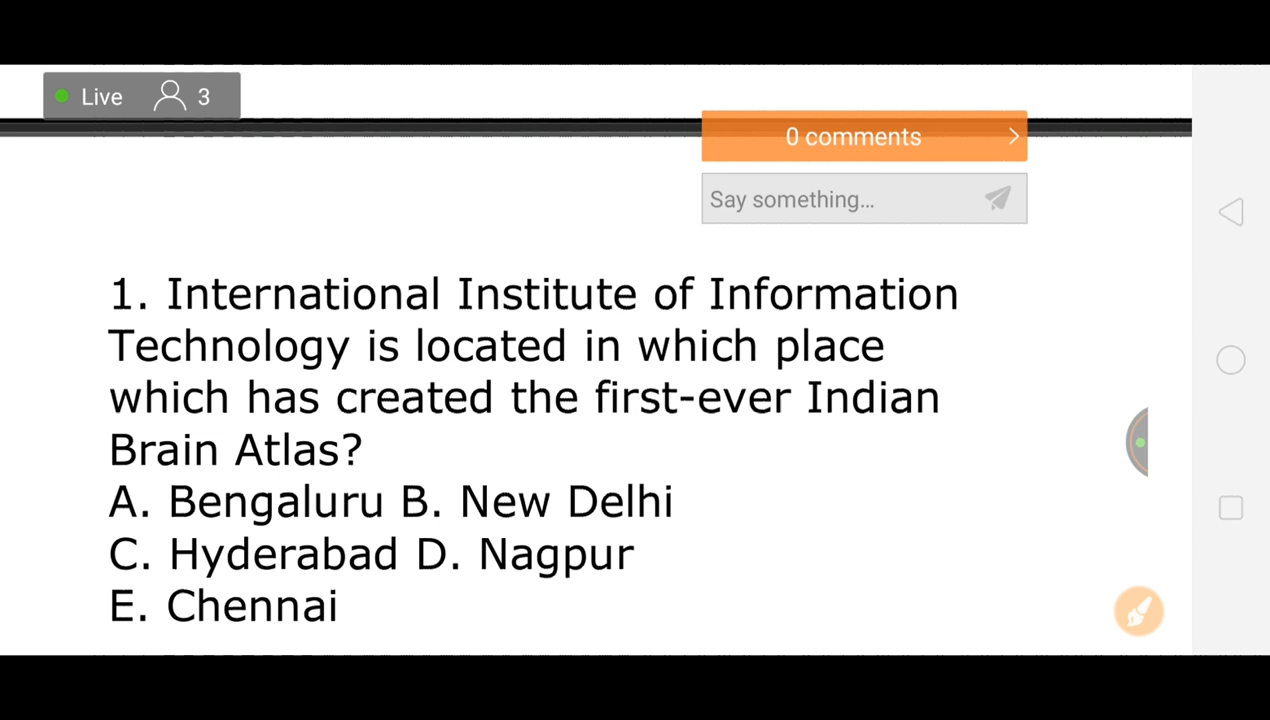 Live 3
0 comments
Say something...
1. International Institute of Information
Technology is located in which place
which has created the first-ever Indian
Brain Atlas?
A. Bengaluru B. New Delhi
C. Hyderabad D. Nagpur
E. Chennai